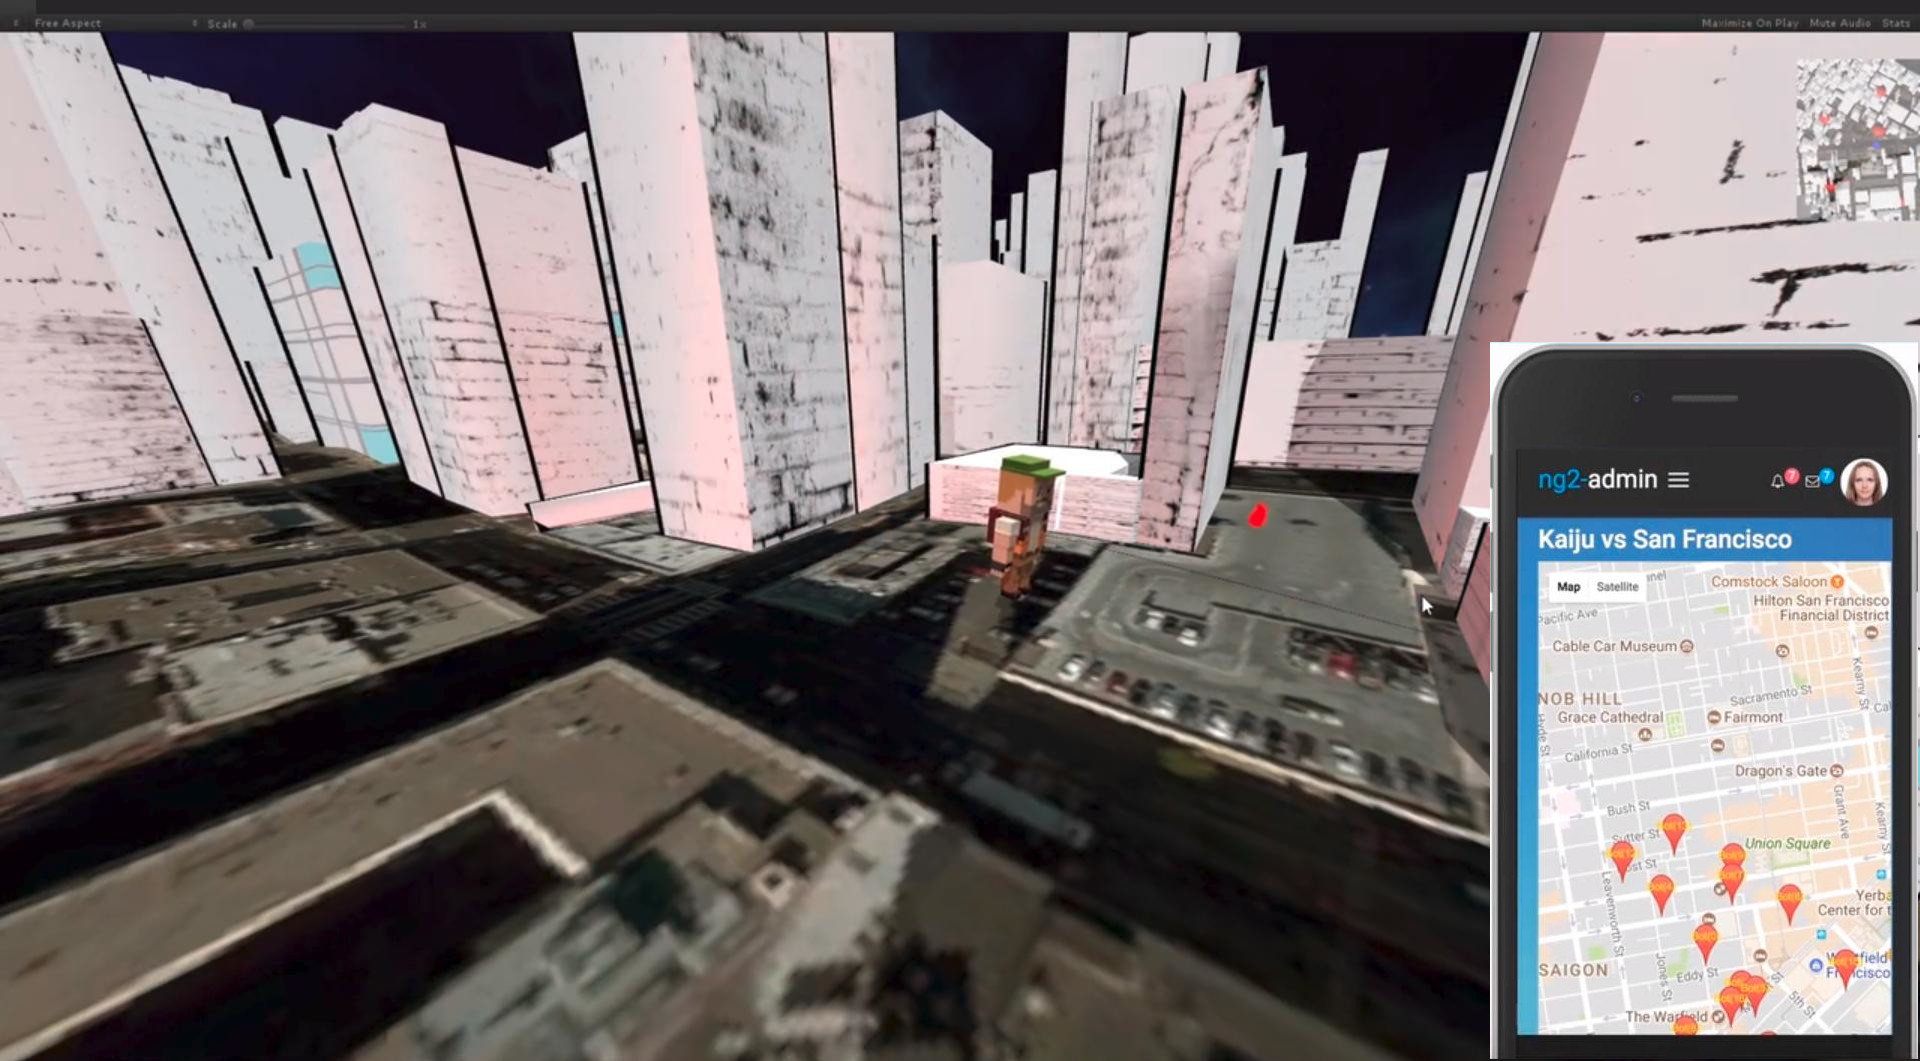 Free Aspect
Scale
1x
Maximize On Play Mute Audio Stats
ng2-admin
7
7
Kaiju vs San Francisco
Map Satellite
Comstock Saloon
Hilton San Francisco
Financial District
Pacific Ave
Cable Car Museum
Kearny St
NOB HILL
Sacramento St
Grace Cathedral
Fairmont
California St
Dragon's Gate
Grant Ave
Kearny St
Bush St
Sutter St
Union Square
Leavenworth St
Yerba
Center for t
SAIGON
Jones St
Eddy St
5th St
The Warfield